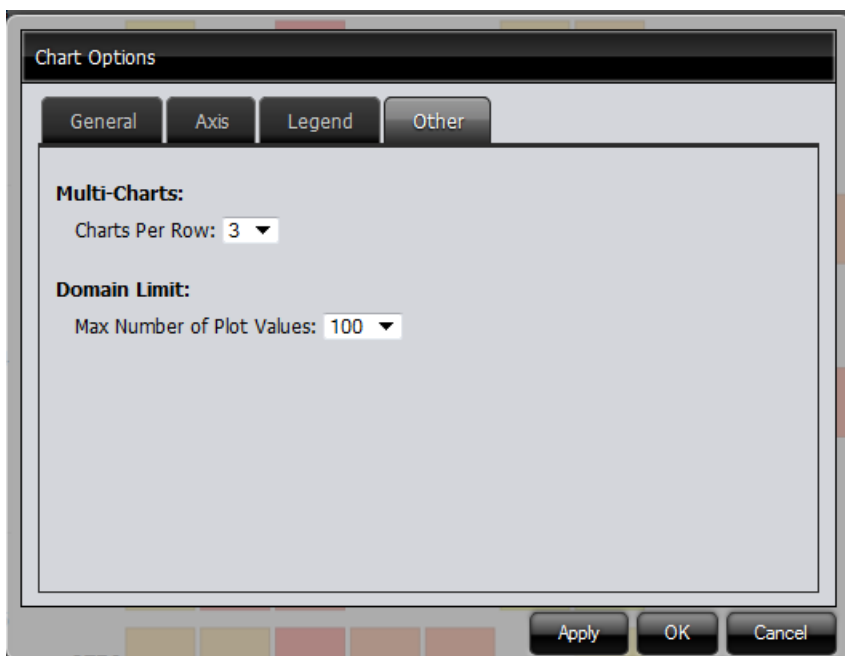 Chart Options
General Axis Legend Other
Multi-Charts:
Charts Per Row: 3
Domain Limit:
Max Number of Plot Values: 100
Apply OK Cancel